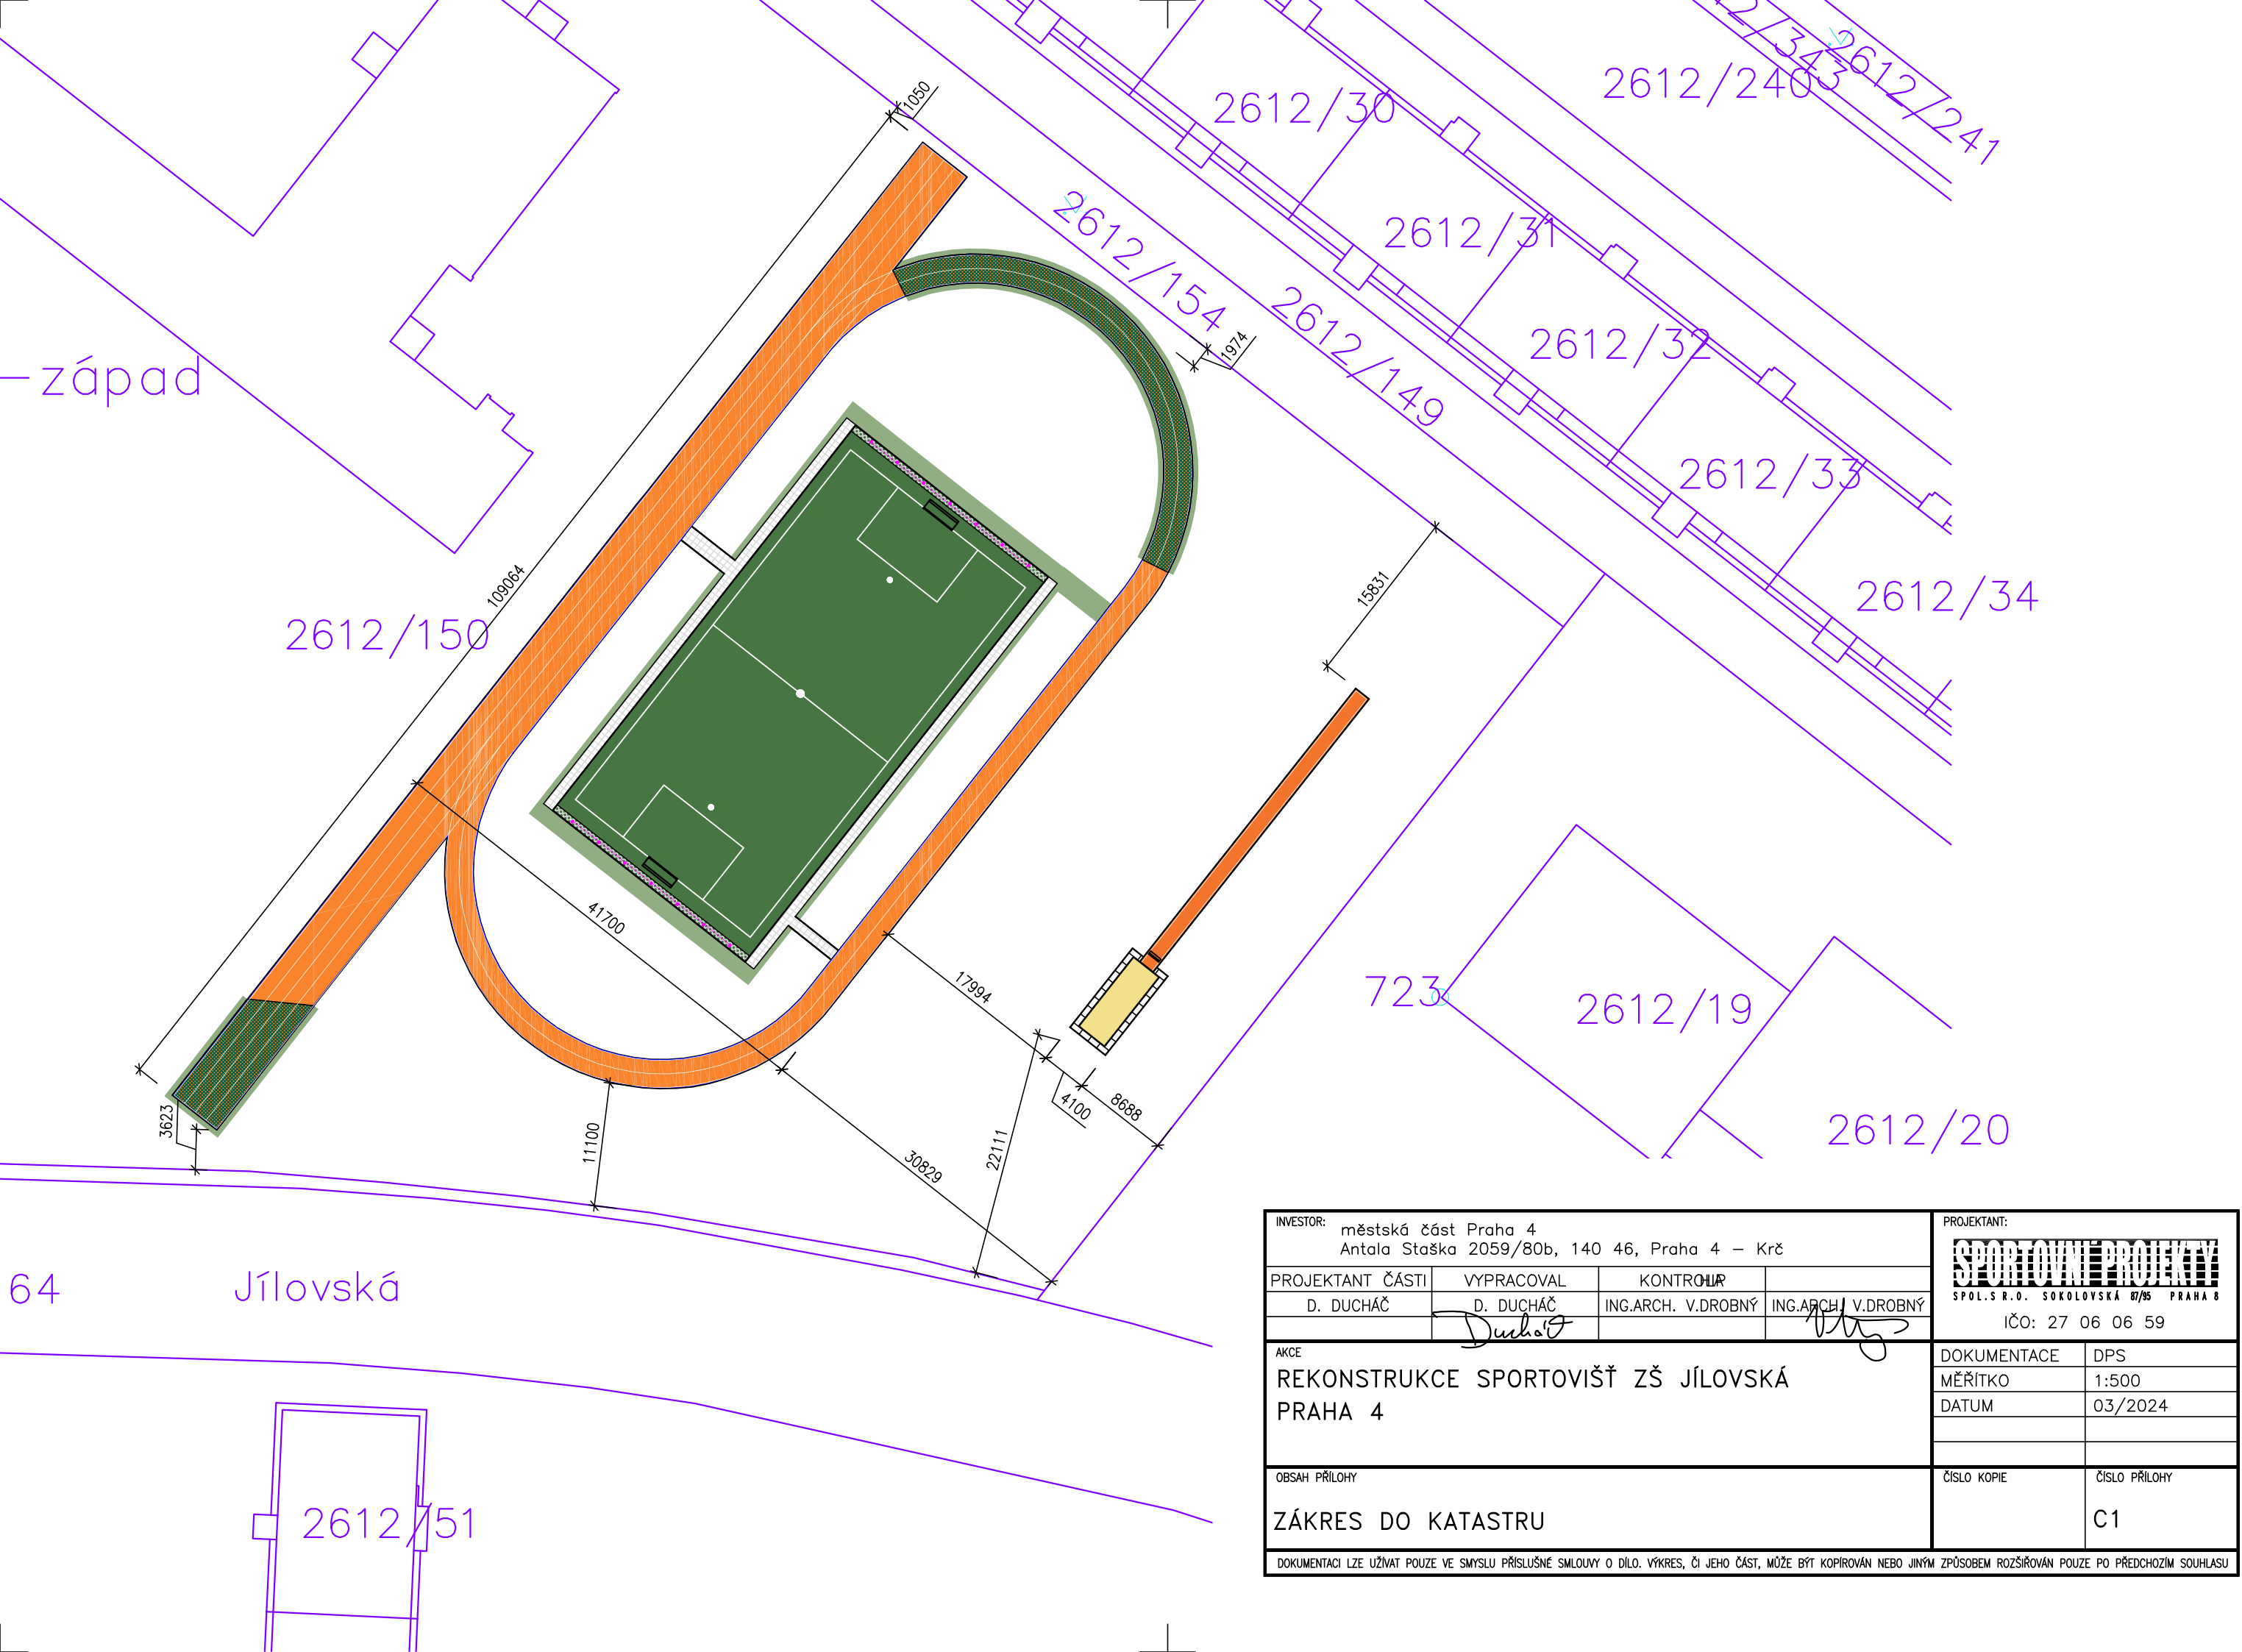 1050
2612/30
2612/240
2612/343
2612/241
2612/154
2612/31
1974
2612/149
2612/32
-západ
2612/33
109064
15831
2612/34
2612/150
41700
17994
723
2612/19
3623
11100
22111
4100
8688
2612/20
30829
64
Jílovská
2612/51
INVESTOR:
městská část Praha 4
Antala Staška 2059/80b, 140 46, Praha 4 – Krč
PROJEKTANT ČÁSTI VYPRACOVAL KONTROLA HIP
D. DUCHÁČ D. DUCHÁČ ING.ARCH. V.DROBNÝ ING.ARCH. V.DROBNÝ
Ducháč
PROJEKTANT:
SPORTOVNÍ PROJEKTY
SPOL.S R.O. SOKOLOVSKÁ 87/95 PRAHA 8
IČO: 27 06 06 59
AKCE
REKONSTRUKCE SPORTOVIŠŤ ZŠ JÍLOVSKÁ
PRAHA 4
DOKUMENTACE DPS
MĚŘÍTKO 1:500
DATUM 03/2024
OBSAH PŘÍLOHY
ZÁKRES DO KATASTRU
ČÍSLO KOPIE ČÍSLO PŘÍLOHY
C1
DOKUMENTACI LZE UŽÍVAT POUZE VE SMYSLU PŘÍSLUŠNÉ SMLOUVY O DÍLO. VÝKRES, ČI JEHO ČÁST, MŮŽE BÝT KOPÍROVÁN NEBO JINÝM ZPŮSOBEM ROZŠIŘOVÁN POUZE PO PŘEDCHOZÍM SOUHLASU